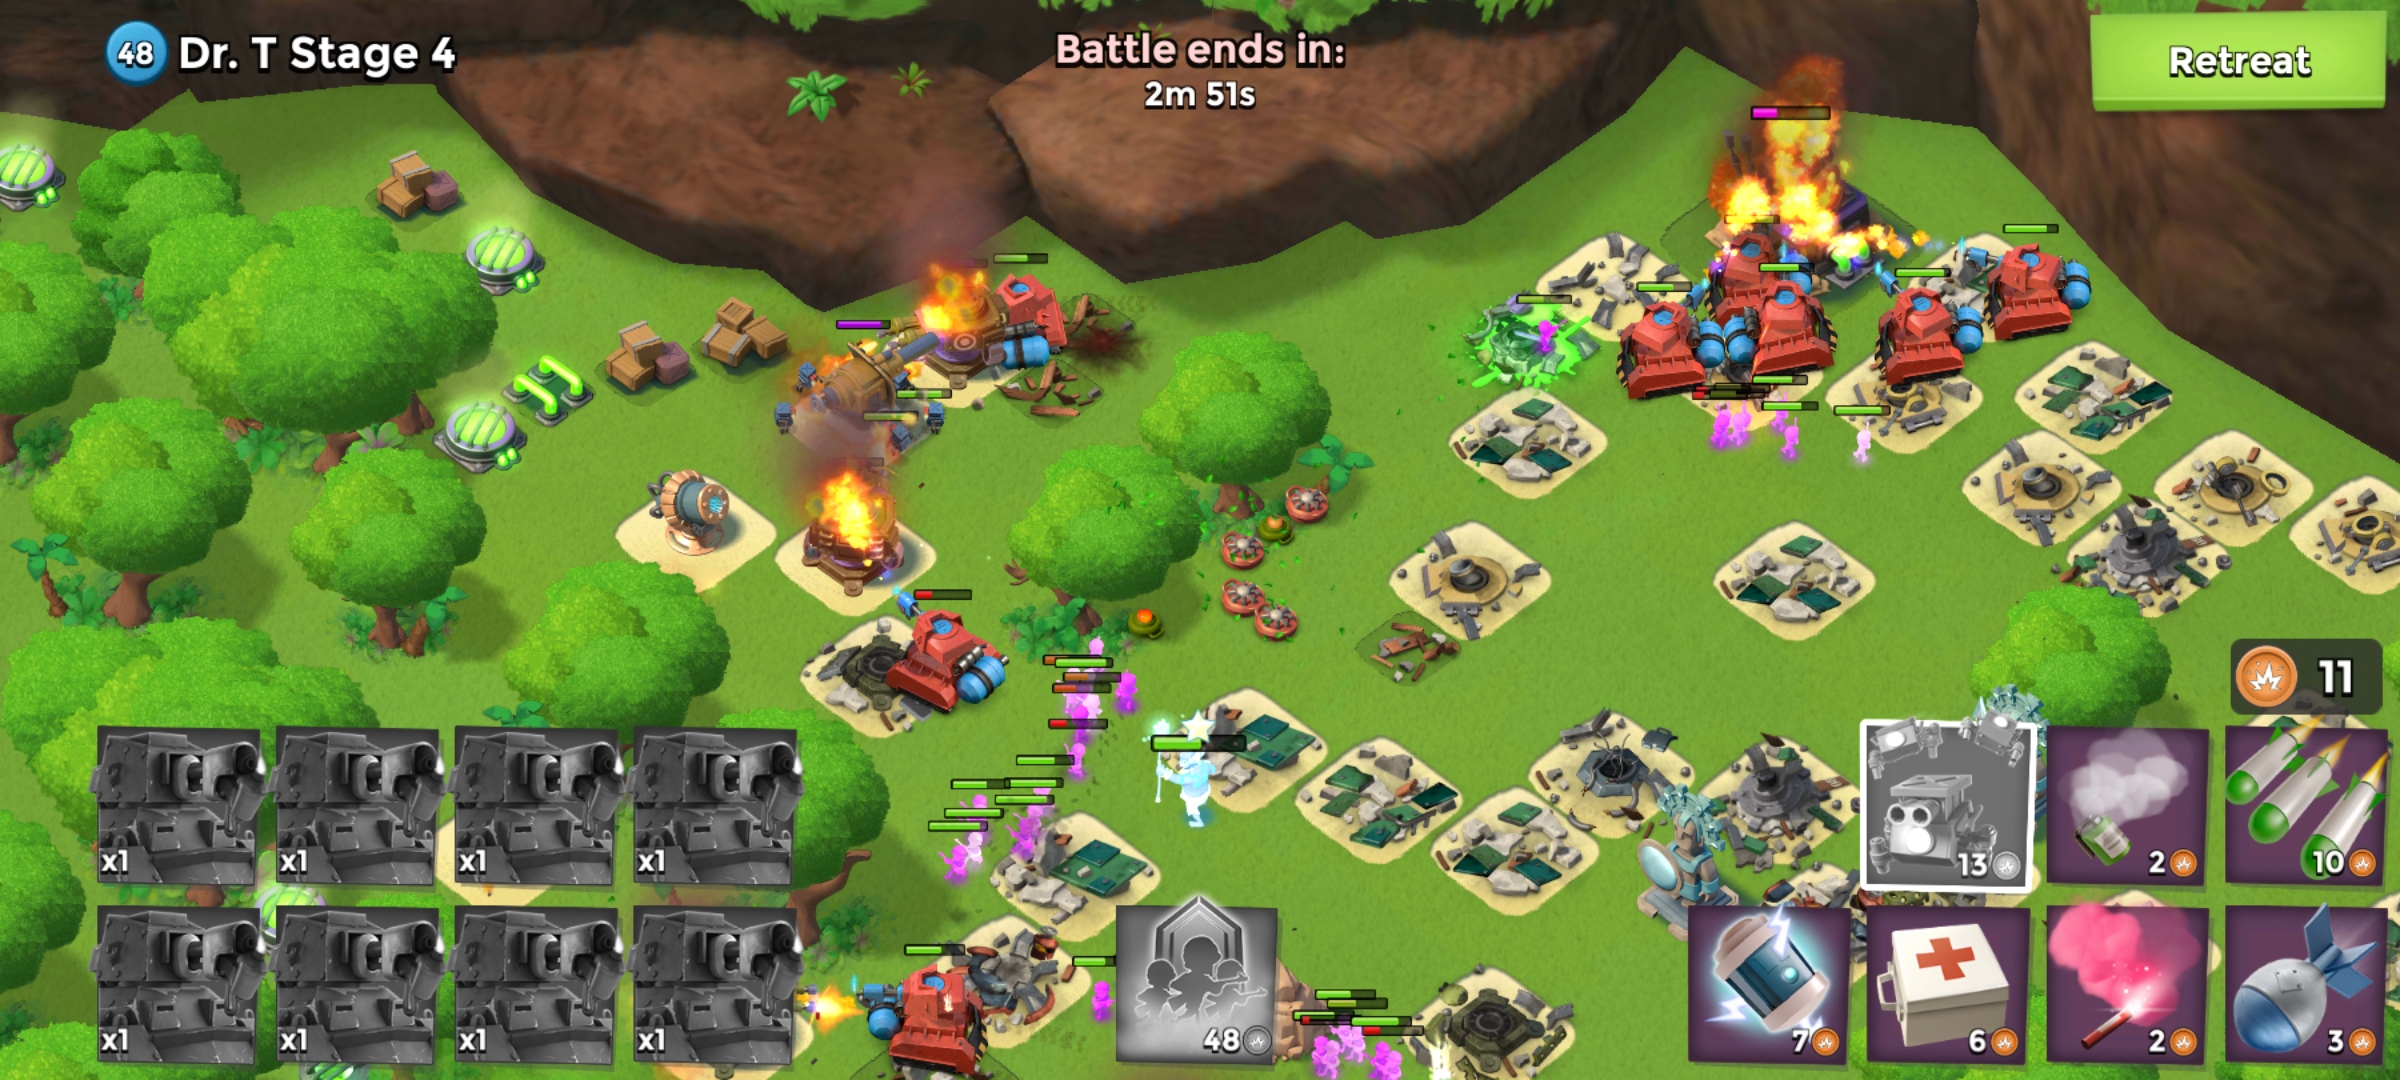 48 Dr. T Stage 4
Battle ends in:
2m 51s
Retreat
11
x1 x1 x1 x1
13 2 10
x1 x1 x1 x1
48
7 6 2 3